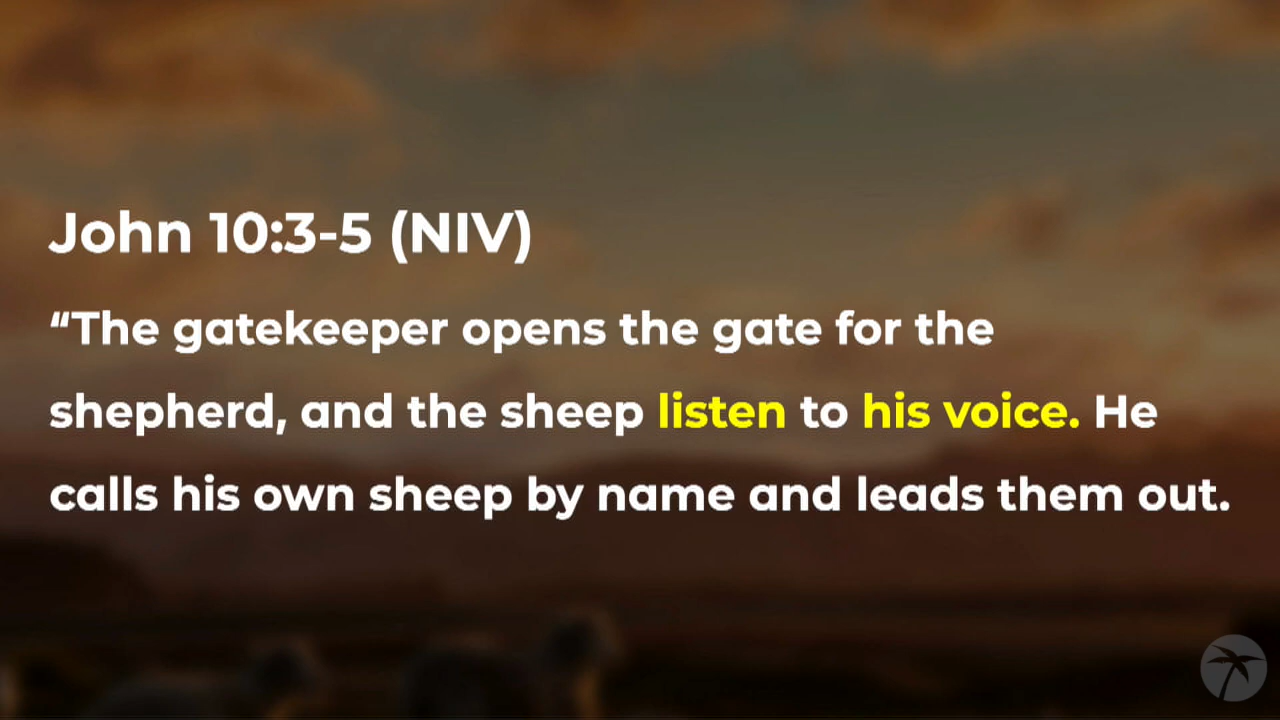 John 10:3-5 (NIV)
“The gatekeeper opens the gate for the
shepherd, and the sheep listen to his voice. He
calls his own sheep by name and leads them out.